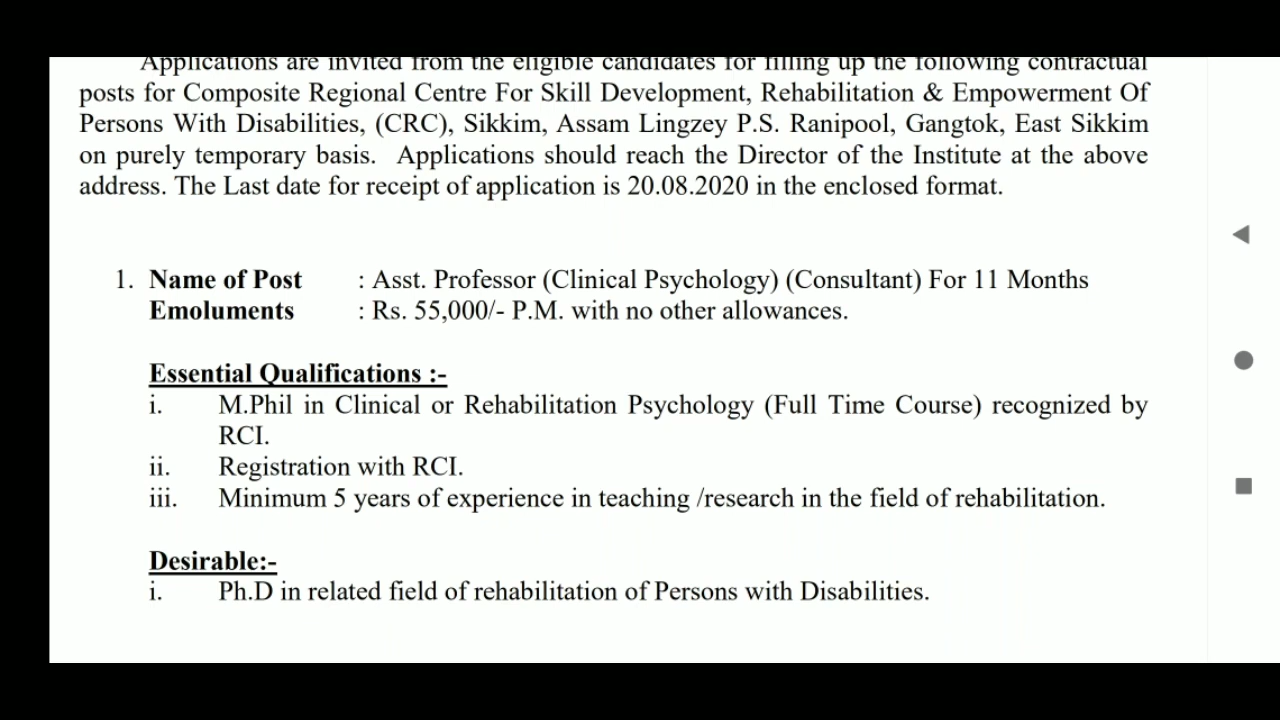 Applications are invited from the eligible candidates for filling up the following contractual
posts for Composite Regional Centre For Skill Development, Rehabilitation & Empowerment Of
Persons With Disabilities, (CRC), Sikkim, Assam Lingzey P.S. Ranipool, Gangtok, East Sikkim
on purely temporary basis. Applications should reach the Director of the Institute at the above
address. The Last date for receipt of application is 20.08.2020 in the enclosed format.
1. Name of Post : Asst. Professor (Clinical Psychology) (Consultant) For 11 Months
Emoluments : Rs. 55,000/- P.M. with no other allowances.
Essential Qualifications :-
i. M.Phil in Clinical or Rehabilitation Psychology (Full Time Course) recognized by
RCI.
ii. Registration with RCI.
iii. Minimum 5 years of experience in teaching /research in the field of rehabilitation.
Desirable:-
i. Ph.D in related field of rehabilitation of Persons with Disabilities.